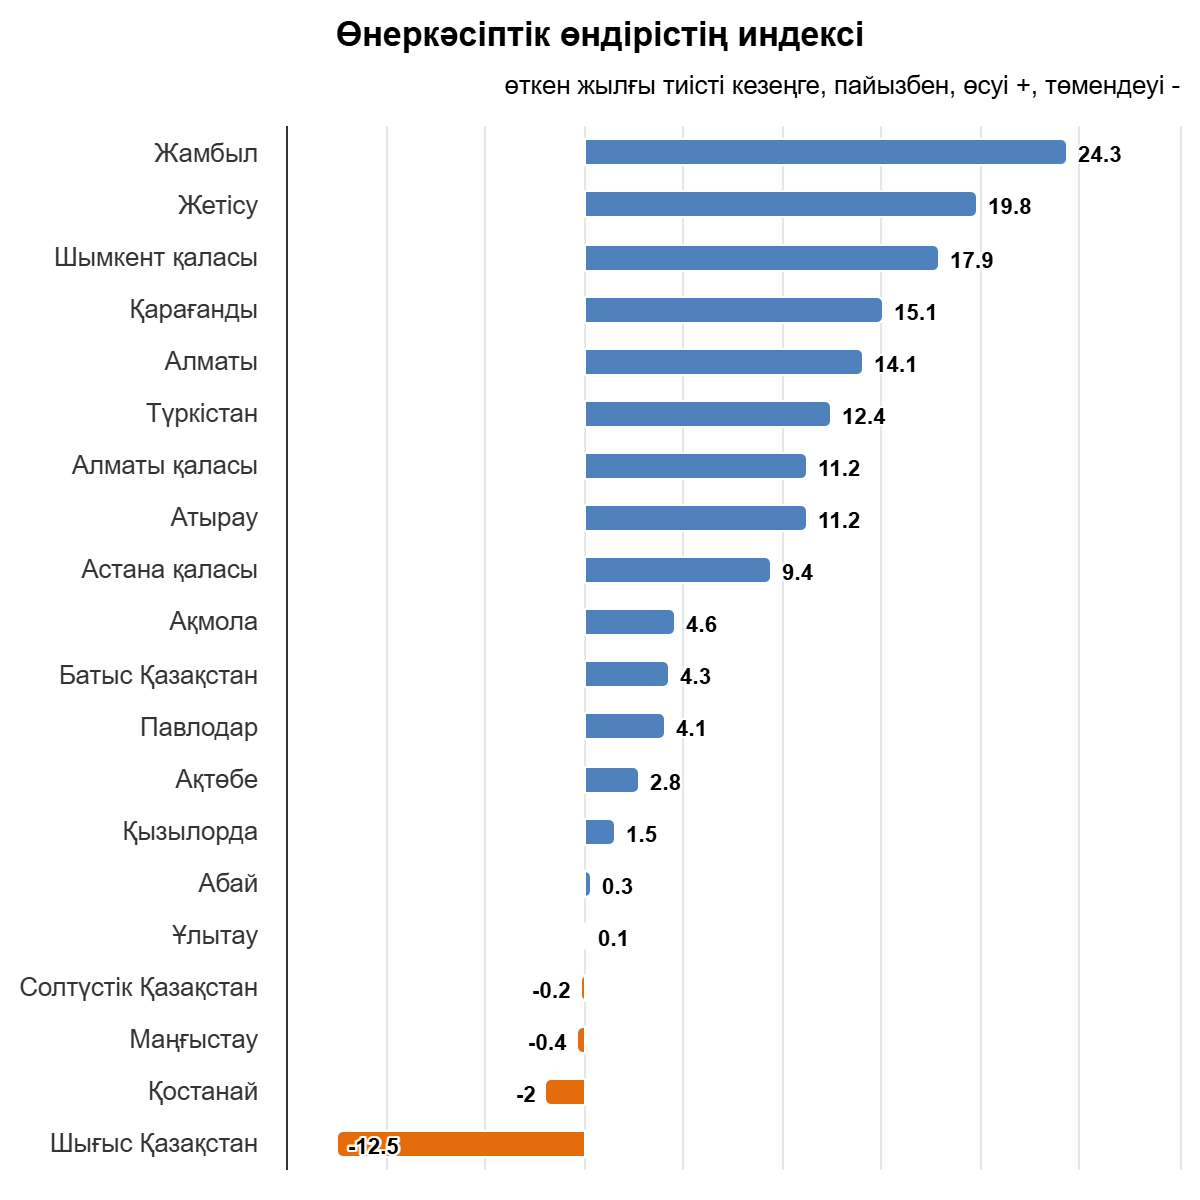 Өнеркәсіптік өндірістің индексі
өткен жылғы тиісті кезеңге, пайызбен, өсуі +, төмендеуі -
Жамбыл 24.3
Жетісу 19.8
Шымкент қаласы 17.9
Қарағанды 15.1
Алматы 14.1
Түркістан 12.4
Алматы қаласы 11.2
Атырау 11.2
Астана қаласы 9.4
Ақмола 4.6
Батыс Қазақстан 4.3
Павлодар 4.1
Ақтөбе 2.8
Қызылорда 1.5
Абай 0.3
Ұлытау 0.1
Солтүстік Қазақстан -0.2
Маңғыстау -0.4
Қостанай -2
Шығыс Қазақстан -12.5